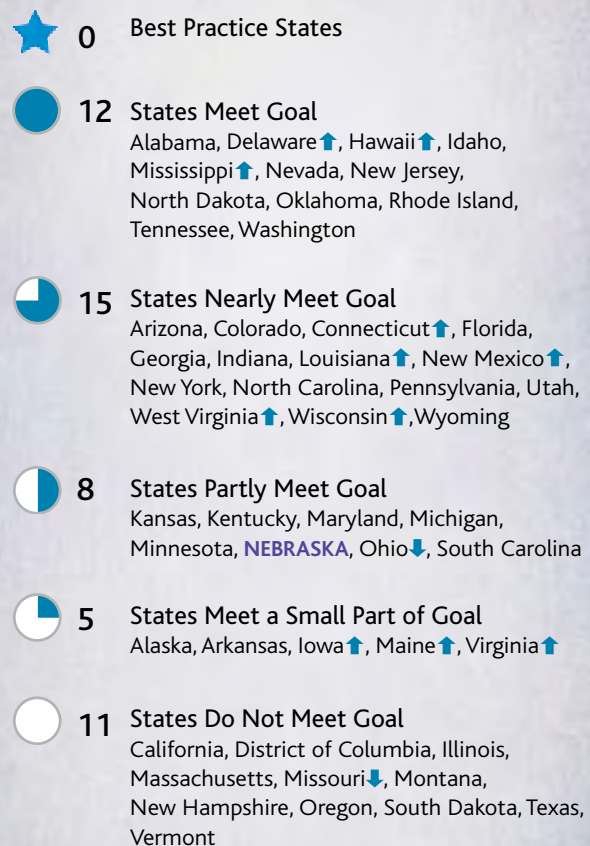 0 Best Practice States
12 States Meet Goal
Alabama, Delaware⬆, Hawaii⬆, Idaho,
Mississippi⬆, Nevada, New Jersey,
North Dakota, Oklahoma, Rhode Island,
Tennessee, Washington
15 States Nearly Meet Goal
Arizona, Colorado, Connecticut⬆, Florida,
Georgia, Indiana, Louisiana⬆, New Mexico⬆,
New York, North Carolina, Pennsylvania, Utah,
West Virginia⬆, Wisconsin⬆,Wyoming
8 States Partly Meet Goal
Kansas, Kentucky, Maryland, Michigan,
Minnesota, NEBRASKA, Ohio⬇, South Carolina
5 States Meet a Small Part of Goal
Alaska, Arkansas, Iowa⬆, Maine⬆, Virginia⬆
11 States Do Not Meet Goal
California, District of Columbia, Illinois,
Massachusetts, Missouri⬇, Montana,
New Hampshire, Oregon, South Dakota, Texas,
Vermont